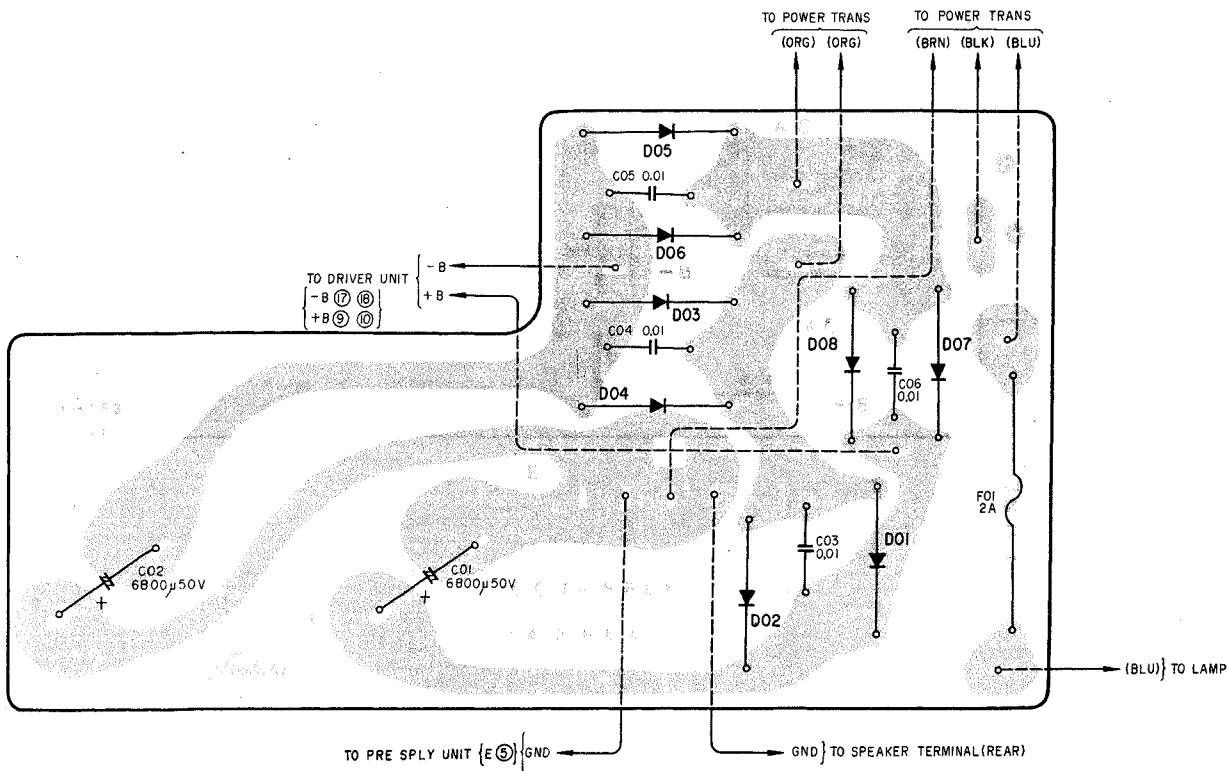 TO POWER TRANS
TO POWER TRANS
(ORG) (ORG)
(BRN) (BLK) (BLU)
D05
C05 0.01
D06
TO DRIVER UNIT { -B
+B
{ -B ⑰ ⑱ }
{ +B ⑨ ⑩ }
D03
C04 0.01
D04
D08
D07
C06
0.01
F01
2A
C02
6800μ50V
+
C01
6800μ50V
+
C03
0.01
D01
D02
(BLU)} TO LAMP
TO PRE SPLY UNIT {E⑤}{GND
GND} TO SPEAKER TERMINAL(REAR)